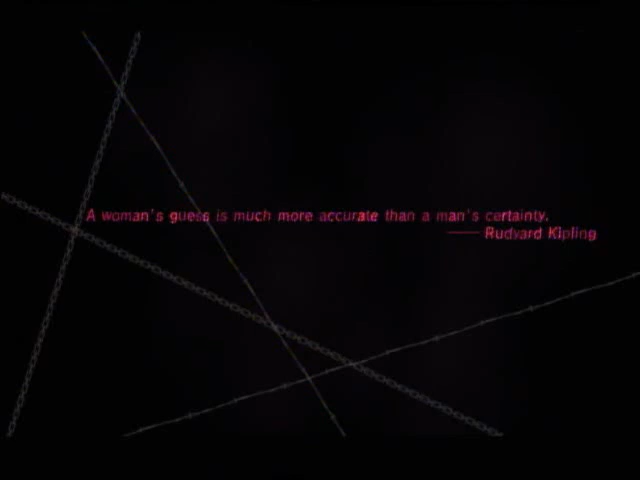 A woman's guess is much more accurate than a man's certainty.
—— Rudyard Kipling